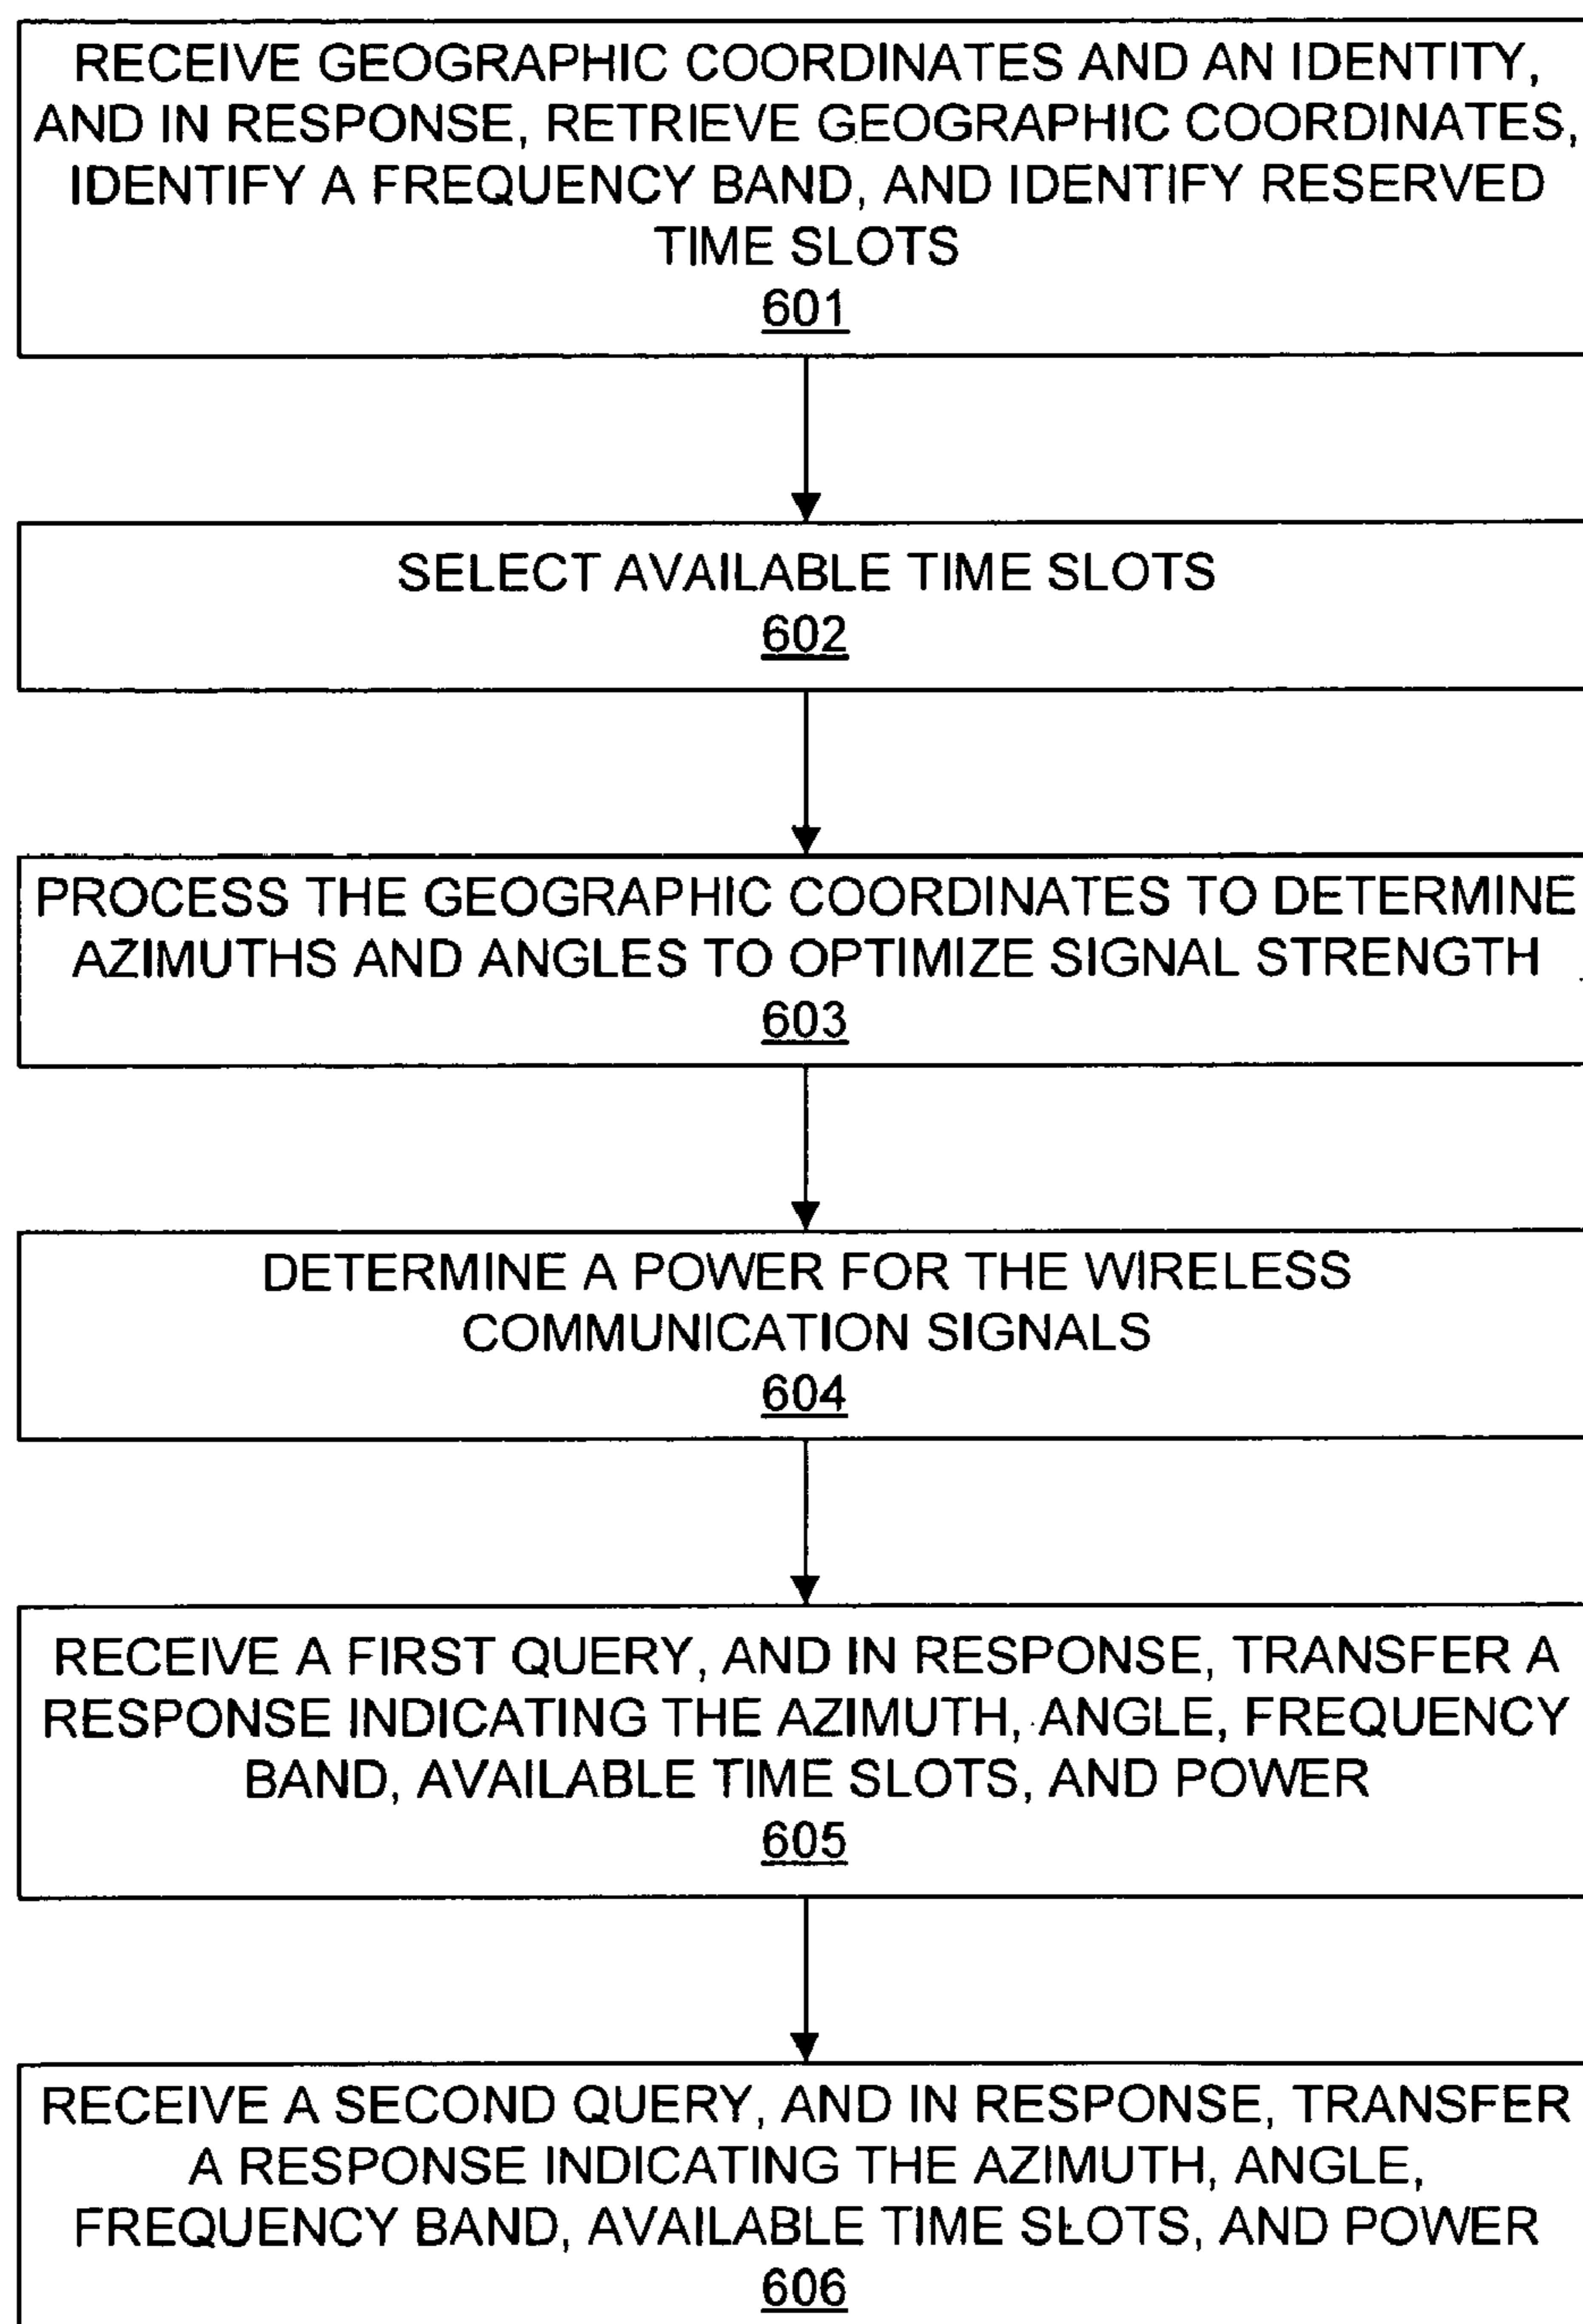 RECEIVE GEOGRAPHIC COORDINATES AND AN IDENTITY,
AND IN RESPONSE, RETRIEVE GEOGRAPHIC COORDINATES,
IDENTIFY A FREQUENCY BAND, AND IDENTIFY RESERVED
TIME SLOTS
601
SELECT AVAILABLE TIME SLOTS
602
PROCESS THE GEOGRAPHIC COORDINATES TO DETERMINE
AZIMUTHS AND ANGLES TO OPTIMIZE SIGNAL STRENGTH
603
DETERMINE A POWER FOR THE WIRELESS
COMMUNICATION SIGNALS
604
RECEIVE A FIRST QUERY, AND IN RESPONSE, TRANSFER A
RESPONSE INDICATING THE AZIMUTH, ANGLE, FREQUENCY
BAND, AVAILABLE TIME SLOTS, AND POWER
605
RECEIVE A SECOND QUERY, AND IN RESPONSE, TRANSFER
A RESPONSE INDICATING THE AZIMUTH, ANGLE,
FREQUENCY BAND, AVAILABLE TIME SLOTS, AND POWER
606